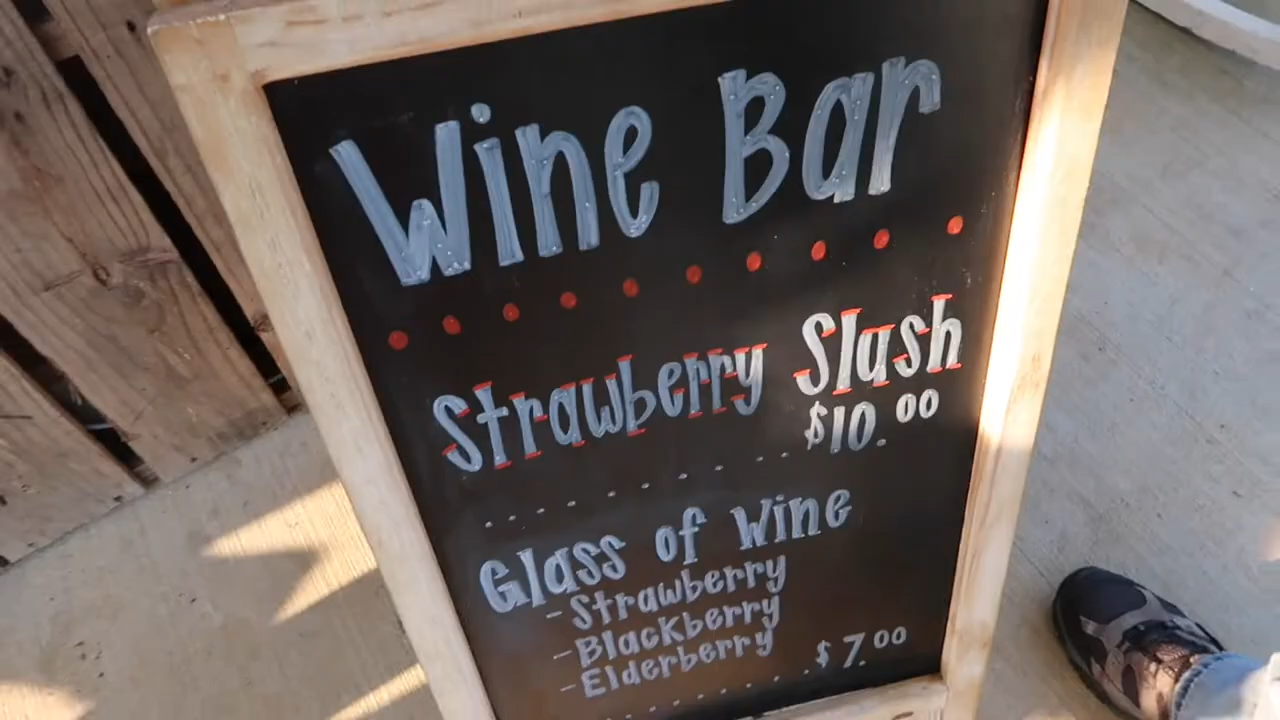 Wine Bar
Strawberry Slush
$10.00
Glass of Wine
- Strawberry
- Blackberry
- Elderberry
$7.00